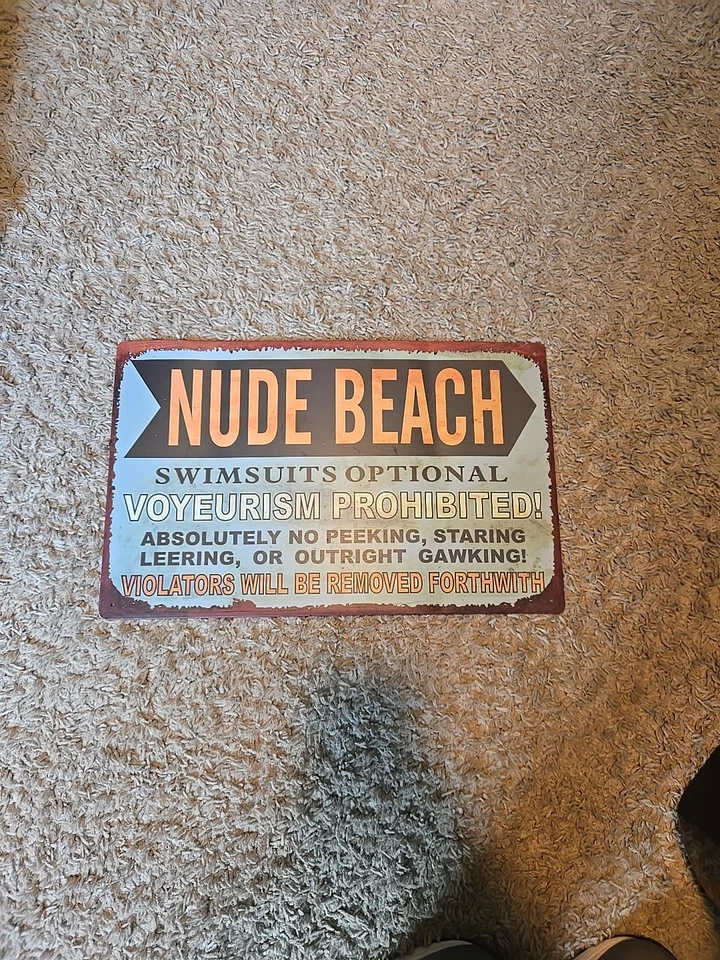 NUDE BEACH
SWIMSUITS OPTIONAL
VOYEURISM PROHIBITED!
ABSOLUTELY NO PEEKING, STARING
LEERING, OR OUTRIGHT GAWKING!
VIOLATORS WILL BE REMOVED FORTHWITH